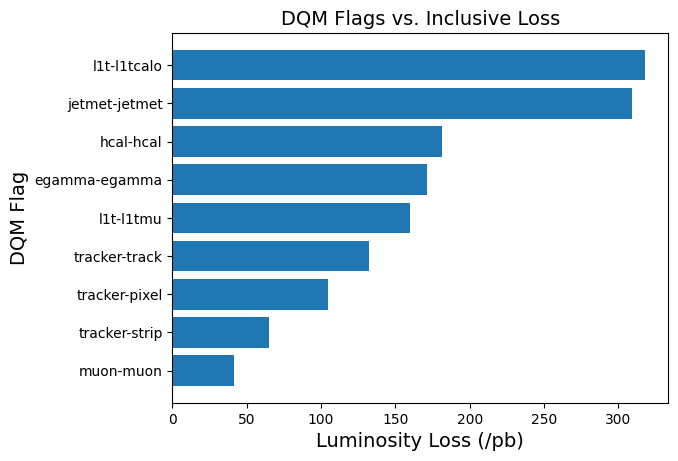 DQM Flags vs. Inclusive Loss
DQM Flag
l1t-l1tcalo
jetmet-jetmet
hcal-hcal
egamma-egamma
l1t-l1tmu
tracker-track
tracker-pixel
tracker-strip
muon-muon
0 50 100 150 200 250 300
Luminosity Loss (/pb)